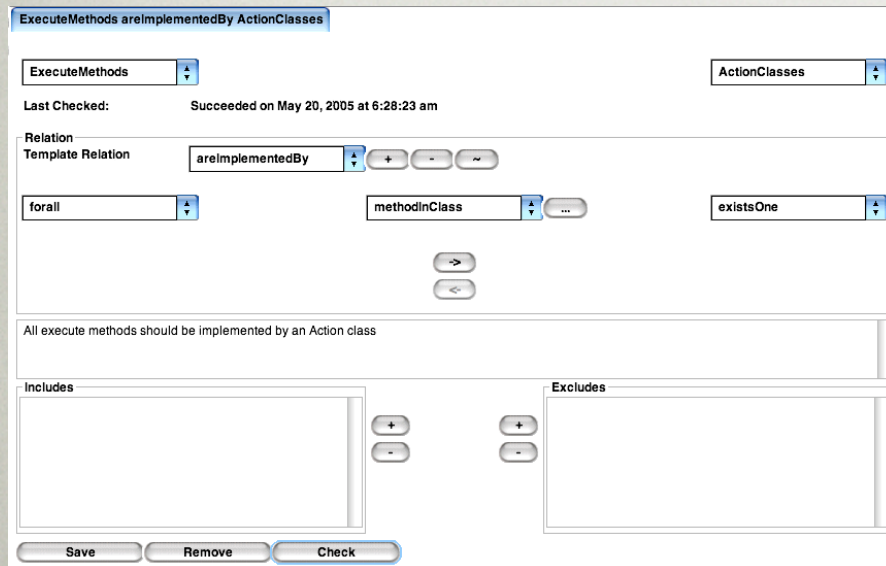 ExecuteMethods areImplementedBy ActionClasses
ExecuteMethods
ActionClasses
Last Checked: Succeeded on May 20, 2005 at 6:28:23 am
Relation
Template Relation areImplementedBy + - ~
forall methodInClass ... existsOne
->
<-
All execute methods should be implemented by an Action class
Includes Excludes
+ +
- -
Save Remove Check